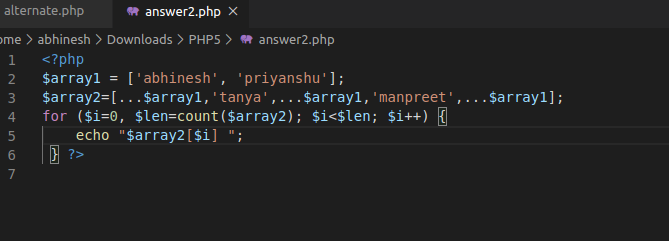 alternate.php
answer2.php ×
ome > abhinesh > Downloads > PHP5 > answer2.php
1 <?php
2 $array1 = ['abhinesh', 'priyanshu'];
3 $array2=[...$array1,'tanya',...$array1,'manpreet',...$array1];
4 for ($i=0, $len=count($array2); $i<$len; $i++) {
5 echo "$array2[$i] ";
6 } ?>
7